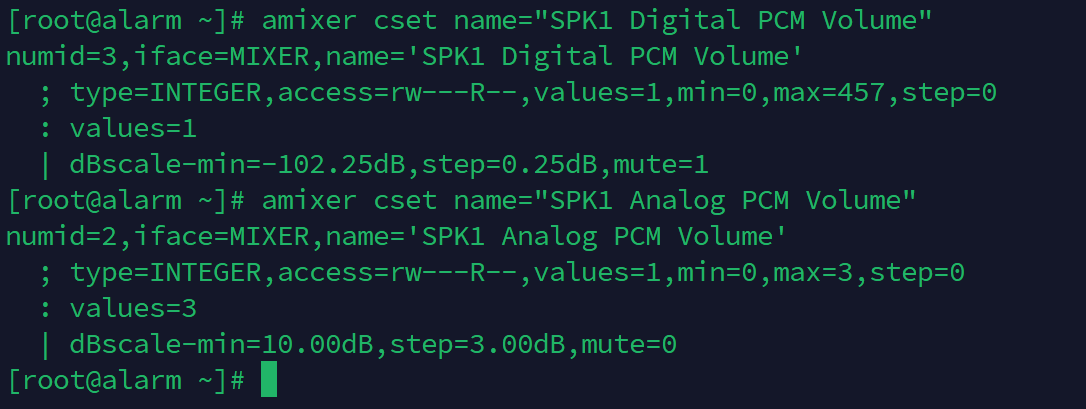 [root@alarm ~]# amixer cset name="SPK1 Digital PCM Volume"
numid=3,iface=MIXER,name='SPK1 Digital PCM Volume'
  ; type=INTEGER,access=rw---R--,values=1,min=0,max=457,step=0
  : values=1
  | dBscale-min=-102.25dB,step=0.25dB,mute=1
[root@alarm ~]# amixer cset name="SPK1 Analog PCM Volume"
numid=2,iface=MIXER,name='SPK1 Analog PCM Volume'
  ; type=INTEGER,access=rw---R--,values=1,min=0,max=3,step=0
  : values=3
  | dBscale-min=10.00dB,step=3.00dB,mute=0
[root@alarm ~]#